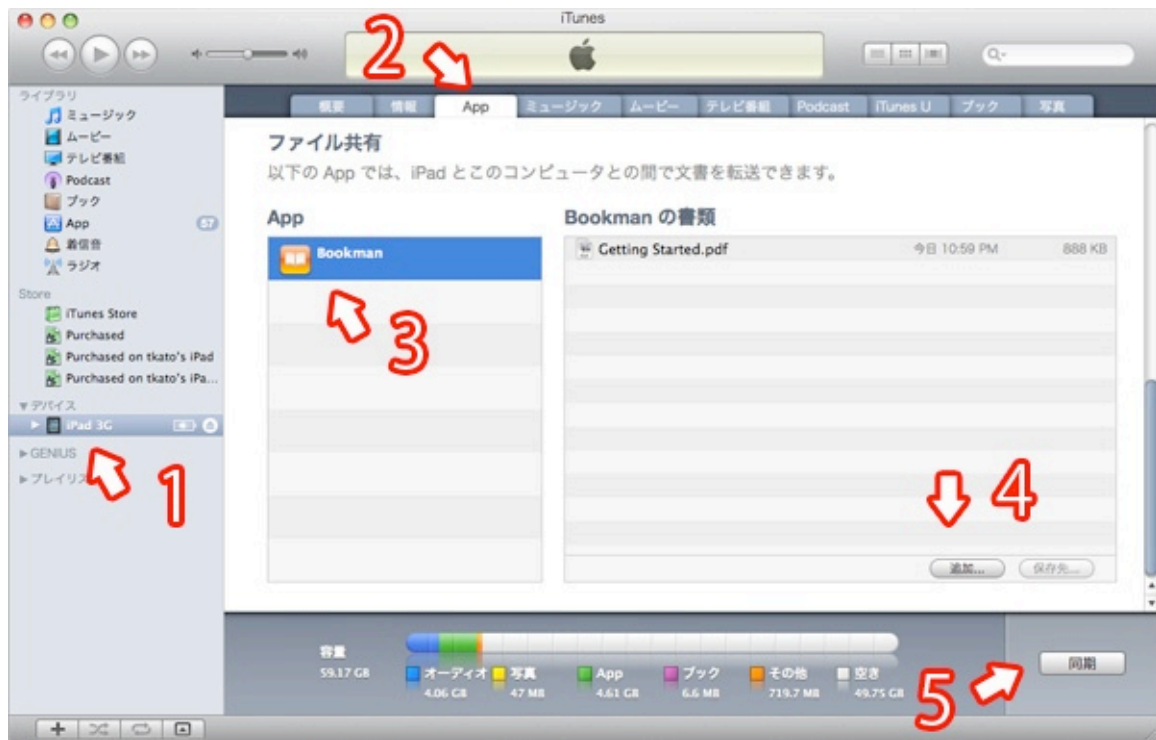 iTunes
2
ライブラリ
ミュージック
ムービー
テレビ番組
Podcast
ブック
App 57
着信音
ラジオ
Store
iTunes Store
Purchased
Purchased on tkato's iPad
Purchased on tkato's iPa...
デバイス
iPad 3G
GENIUS
プレイリス
1
概要 情報 App ミュージック ムービー テレビ番組 Podcast iTunes U ブック 写真
ファイル共有
以下の App では、iPad とこのコンピュータとの間で文書を転送できます。
App
Bookman
3
Bookman の書類
Getting Started.pdf 今日 10:59 PM 888 KB
4
追加... 保存先...
容量
59.17 GB
オーディオ 写真 App ブック その他 空き
4.06 GB 47 MB 4.61 GB 6.6 MB 719.7 MB 49.75 GB
5
同期